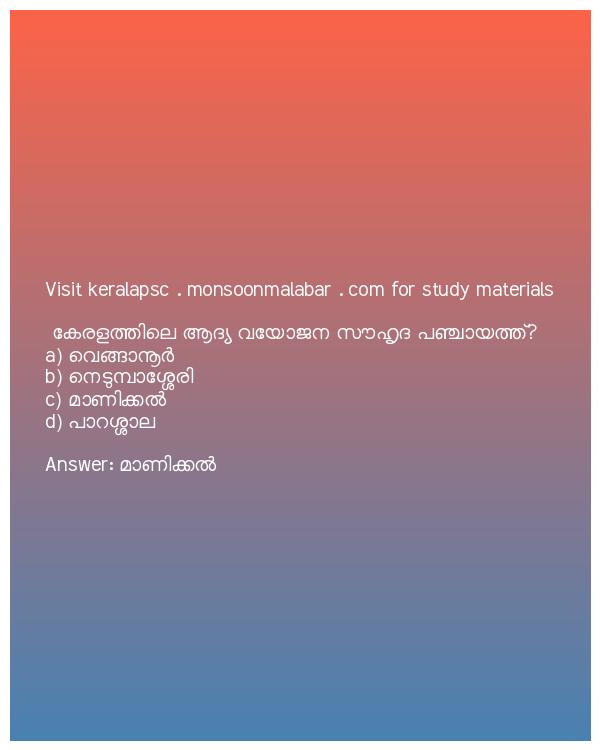 Visit keralapsc . monsoonmalabar . com for study materials
കേരളത്തിലെ ആദ്യ വയോജന സൗഹൃദ പഞ്ചായത്ത്?
a) വെങ്ങാനൂർ
b) നെടുമ്പാശ്ശേരി
c) മാണിക്കൽ
d) പാറശ്ശാല
Answer: മാണിക്കൽ